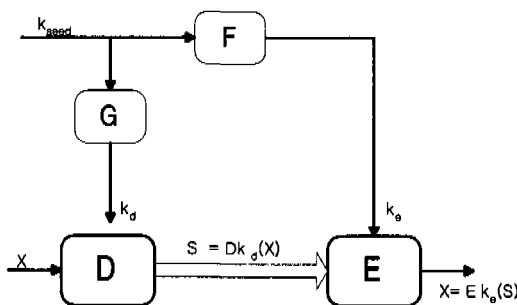 k_seed
F
G
k_d
k_e
S = Dk_d(X)
X
D
E
X= E k_e(S)